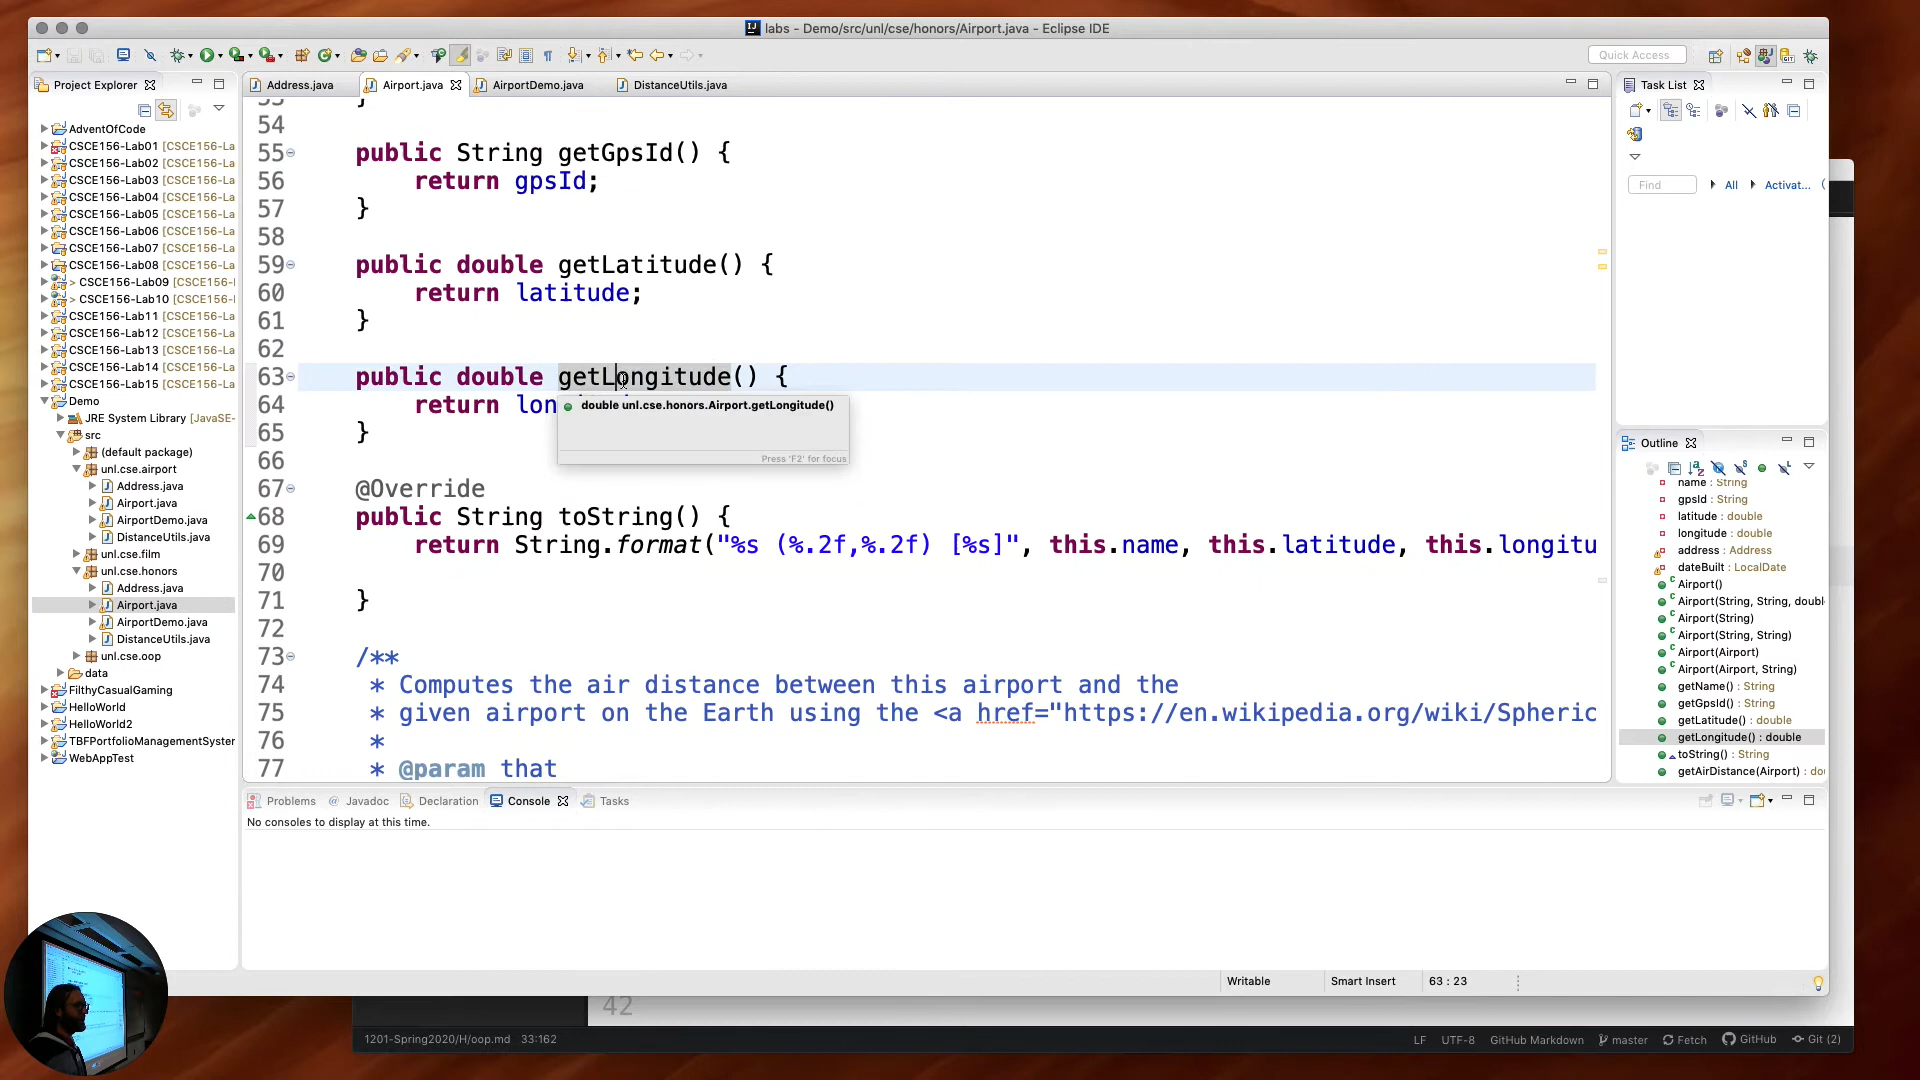 labs - Demo/src/unl/cse/honors/Airport.java - Eclipse IDE
Quick Access
Project Explorer
Address.java
Airport.java
AirportDemo.java
DistanceUtils.java
Task List
AdventOfCode
CSCE156-Lab01 [CSCE156-La
CSCE156-Lab02 [CSCE156-La
CSCE156-Lab03 [CSCE156-La
CSCE156-Lab04 [CSCE156-La
CSCE156-Lab05 [CSCE156-La
CSCE156-Lab06 [CSCE156-La
CSCE156-Lab07 [CSCE156-La
CSCE156-Lab08 [CSCE156-La
> CSCE156-Lab09 [CSCE156-La
> CSCE156-Lab10 [CSCE156-La
CSCE156-Lab11 [CSCE156-La
CSCE156-Lab12 [CSCE156-La
CSCE156-Lab13 [CSCE156-La
CSCE156-Lab14 [CSCE156-La
CSCE156-Lab15 [CSCE156-La
Demo
JRE System Library [JavaSE-
src
(default package)
unl.cse.airport
Address.java
Airport.java
AirportDemo.java
DistanceUtils.java
unl.cse.film
unl.cse.honors
Address.java
Airport.java
AirportDemo.java
DistanceUtils.java
unl.cse.oop
data
FilthyCasualGaming
HelloWorld
HelloWorld2
TBFPortfolioManagementSyster
WebAppTest
53 }
54
55 public String getGpsId() {
56 return gpsId;
57 }
58
59 public double getLatitude() {
60 return latitude;
61 }
62
63 public double getLongitude() {
64 return lon
double unl.cse.honors.Airport.getLongitude()
Press 'F2' for focus
65 }
66
67 @Override
68 public String toString() {
69 return String.format("%s (%.2f,%.2f) [%s]", this.name, this.latitude, this.longitu
70
71 }
72
73 /**
74 * Computes the air distance between this airport and the
75 * given airport on the Earth using the <a href="https://en.wikipedia.org/wiki/Spheric
76 *
77 * @param that
Find
All
Activat...
Outline
name : String
gpsId : String
latitude : double
longitude : double
address : Address
dateBuilt : LocalDate
Airport()
Airport(String, String, doubl
Airport(String)
Airport(String, String)
Airport(Airport)
Airport(Airport, String)
getName() : String
getGpsId() : String
getLatitude() : double
getLongitude() : double
toString() : String
getAirDistance(Airport) : dou
Problems
@ Javadoc
Declaration
Console
Tasks
No consoles to display at this time.
Writable
Smart Insert
63 : 23
42
1201-Spring2020/H/oop.md 33:162
LF
UTF-8
GitHub Markdown
master
Fetch
GitHub
Git (2)